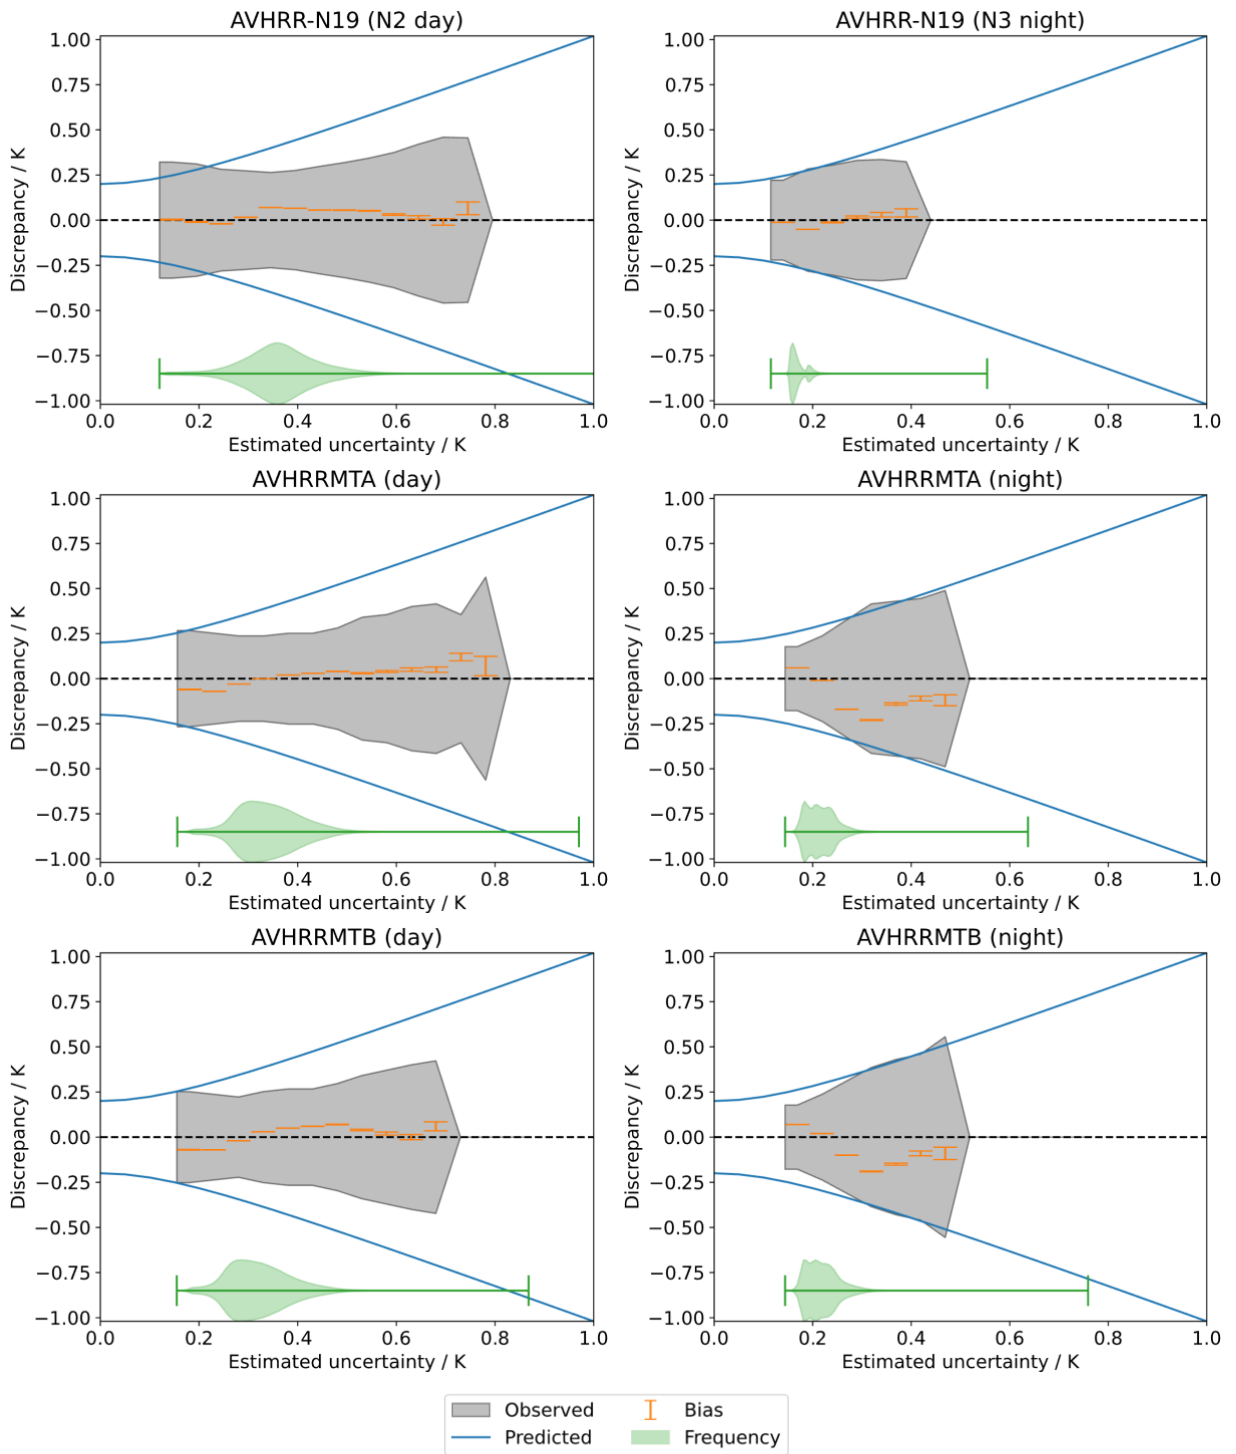 AVHRR-N19 (N2 day)
1.00
0.75
0.50
0.25
0.00
−0.25
−0.50
−0.75
−1.00
Discrepancy / K
0.0 0.2 0.4 0.6 0.8 1.0
Estimated uncertainty / K
AVHRR-N19 (N3 night)
1.00
0.75
0.50
0.25
0.00
−0.25
−0.50
−0.75
−1.00
Discrepancy / K
0.0 0.2 0.4 0.6 0.8 1.0
Estimated uncertainty / K
AVHRRMTA (day)
1.00
0.75
0.50
0.25
0.00
−0.25
−0.50
−0.75
−1.00
Discrepancy / K
0.0 0.2 0.4 0.6 0.8 1.0
Estimated uncertainty / K
AVHRRMTA (night)
1.00
0.75
0.50
0.25
0.00
−0.25
−0.50
−0.75
−1.00
Discrepancy / K
0.0 0.2 0.4 0.6 0.8 1.0
Estimated uncertainty / K
AVHRRMTB (day)
1.00
0.75
0.50
0.25
0.00
−0.25
−0.50
−0.75
−1.00
Discrepancy / K
0.0 0.2 0.4 0.6 0.8 1.0
Estimated uncertainty / K
AVHRRMTB (night)
1.00
0.75
0.50
0.25
0.00
−0.25
−0.50
−0.75
−1.00
Discrepancy / K
0.0 0.2 0.4 0.6 0.8 1.0
Estimated uncertainty / K
Observed Bias
Predicted Frequency